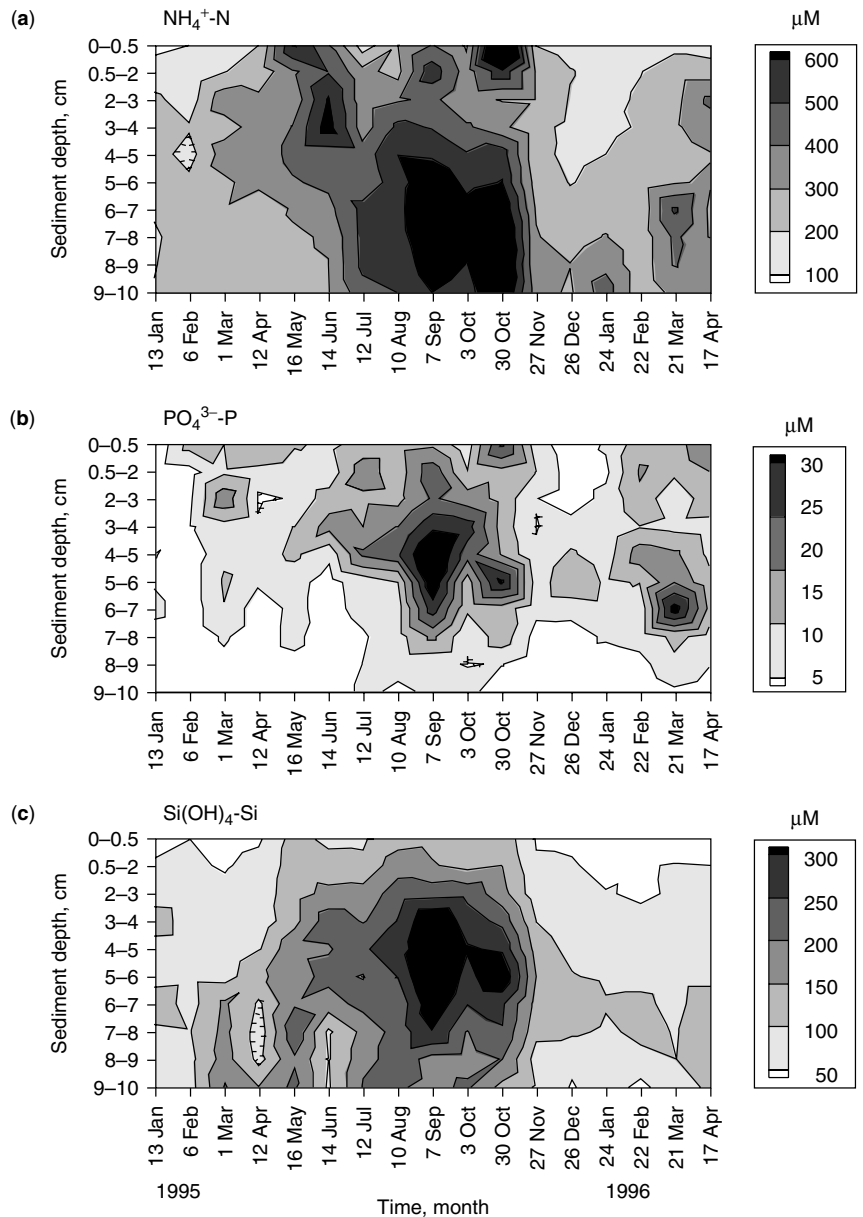 (a) NH₄⁺-N
µM
0–0.5
0.5–2
2–3
3–4
4–5
5–6
6–7
7–8
8–9
9–10
Sediment depth, cm
600
500
400
300
200
100
13 Jan
6 Feb
1 Mar
12 Apr
16 May
14 Jun
12 Jul
10 Aug
7 Sep
3 Oct
30 Oct
27 Nov
26 Dec
24 Jan
22 Feb
21 Mar
17 Apr
(b) PO₄³⁻-P
µM
0–0.5
0.5–2
2–3
3–4
4–5
5–6
6–7
7–8
8–9
9–10
Sediment depth, cm
30
25
20
15
10
5
13 Jan
6 Feb
1 Mar
12 Apr
16 May
14 Jun
12 Jul
10 Aug
7 Sep
3 Oct
30 Oct
27 Nov
26 Dec
24 Jan
22 Feb
21 Mar
17 Apr
(c) Si(OH)₄-Si
µM
0–0.5
0.5–2
2–3
3–4
4–5
5–6
6–7
7–8
8–9
9–10
Sediment depth, cm
300
250
200
150
100
50
13 Jan
6 Feb
1 Mar
12 Apr
16 May
14 Jun
12 Jul
10 Aug
7 Sep
3 Oct
30 Oct
27 Nov
26 Dec
24 Jan
22 Feb
21 Mar
17 Apr
1995
1996
Time, month